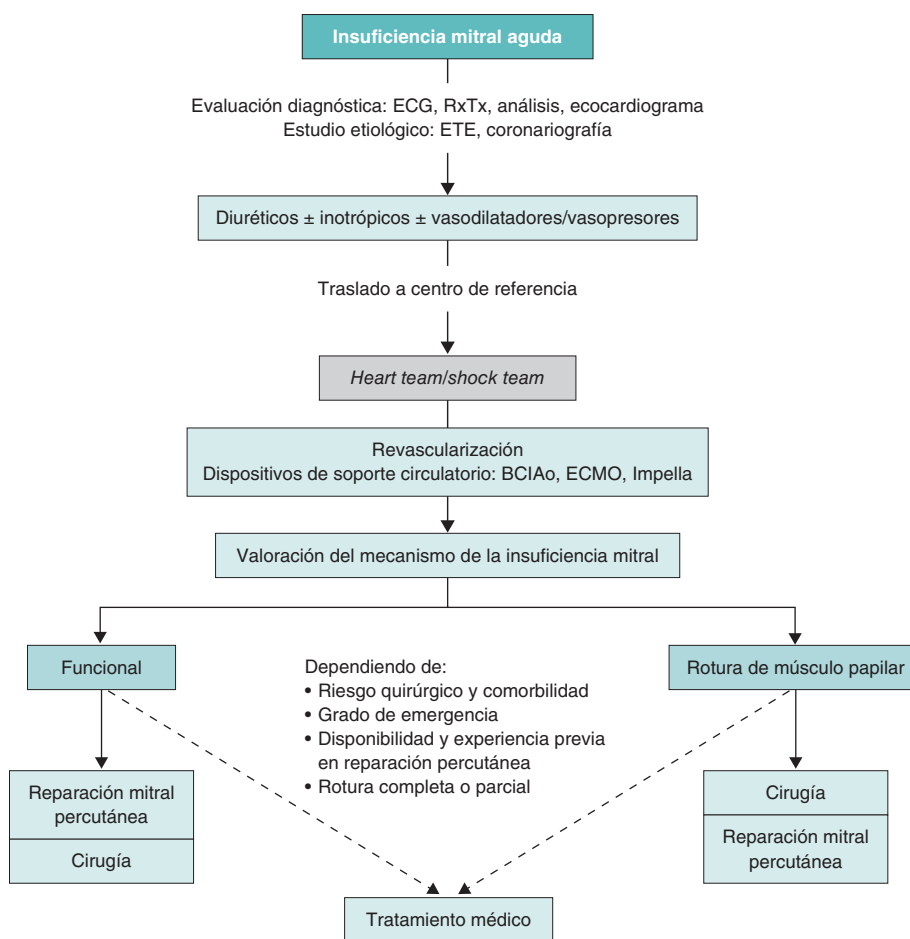 Insuficiencia mitral aguda
Evaluación diagnóstica: ECG, RxTx, análisis, ecocardiograma
Estudio etiológico: ETE, coronariografía
Diuréticos ± inotrópicos ± vasodilatadores/vasopresores
Traslado a centro de referencia
Heart team/shock team
Revascularización
Dispositivos de soporte circulatorio: BCIAo, ECMO, Impella
Valoración del mecanismo de la insuficiencia mitral
Funcional
Dependiendo de:
• Riesgo quirúrgico y comorbilidad
• Grado de emergencia
• Disponibilidad y experiencia previa
en reparación percutánea
• Rotura completa o parcial
Rotura de músculo papilar
Reparación mitral
percutánea
Cirugía
Cirugía
Reparación mitral
percutánea
Tratamiento médico